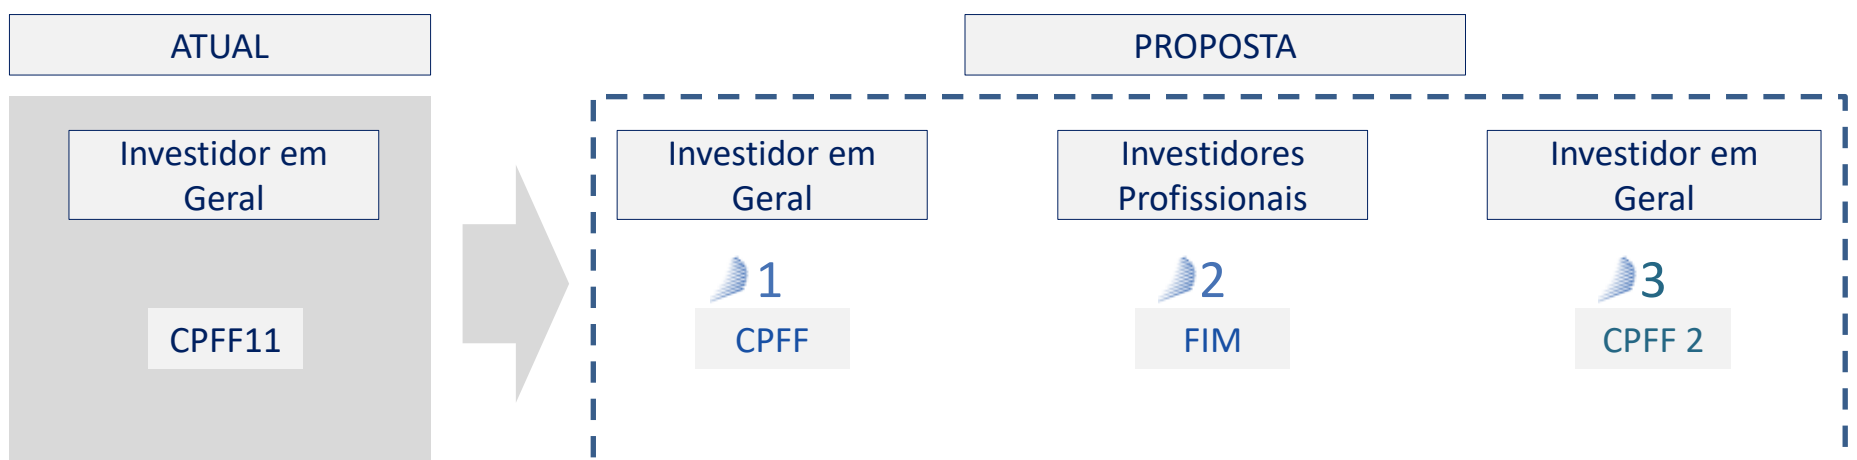 ATUAL
PROPOSTA
Investidor em
Geral
CPFF11
Investidor em
Geral
1
CPFF
Investidores
Profissionais
2
FIM
Investidor em
Geral
3
CPFF 2